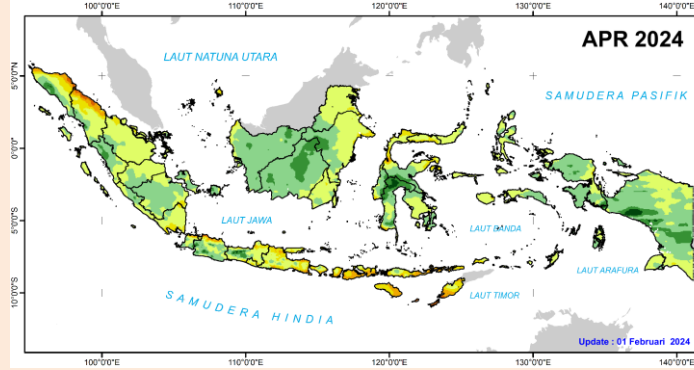 100°0'0"E 110°0'0"E 120°0'0"E 130°0'0"E 140°0'0"E
APR 2024
LAUT NATUNA UTARA
5°0'0"N
SAMUDERA PASIFIK
0°0'0"
5°0'0"S
LAUT JAWA
LAUT BANDA
LAUT ARAFURA
10°0'0"S
SAMUDERA HINDIA
LAUT TIMOR
Update : 01 Februari 2024
100°0'0"E 110°0'0"E 120°0'0"E 130°0'0"E 140°0'0"E